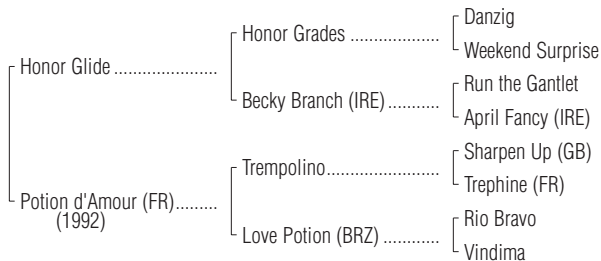 Danzig
Honor Grades ..................
Weekend Surprise
Honor Glide .....................
Run the Gantlet
Becky Branch (IRE) ...........
April Fancy (IRE)
Sharpen Up (GB)
Trempolino.......................
Trephine (FR)
Potion d'Amour (FR).........
(1992)
Rio Bravo
Love Potion (BRZ) ............
Vindima